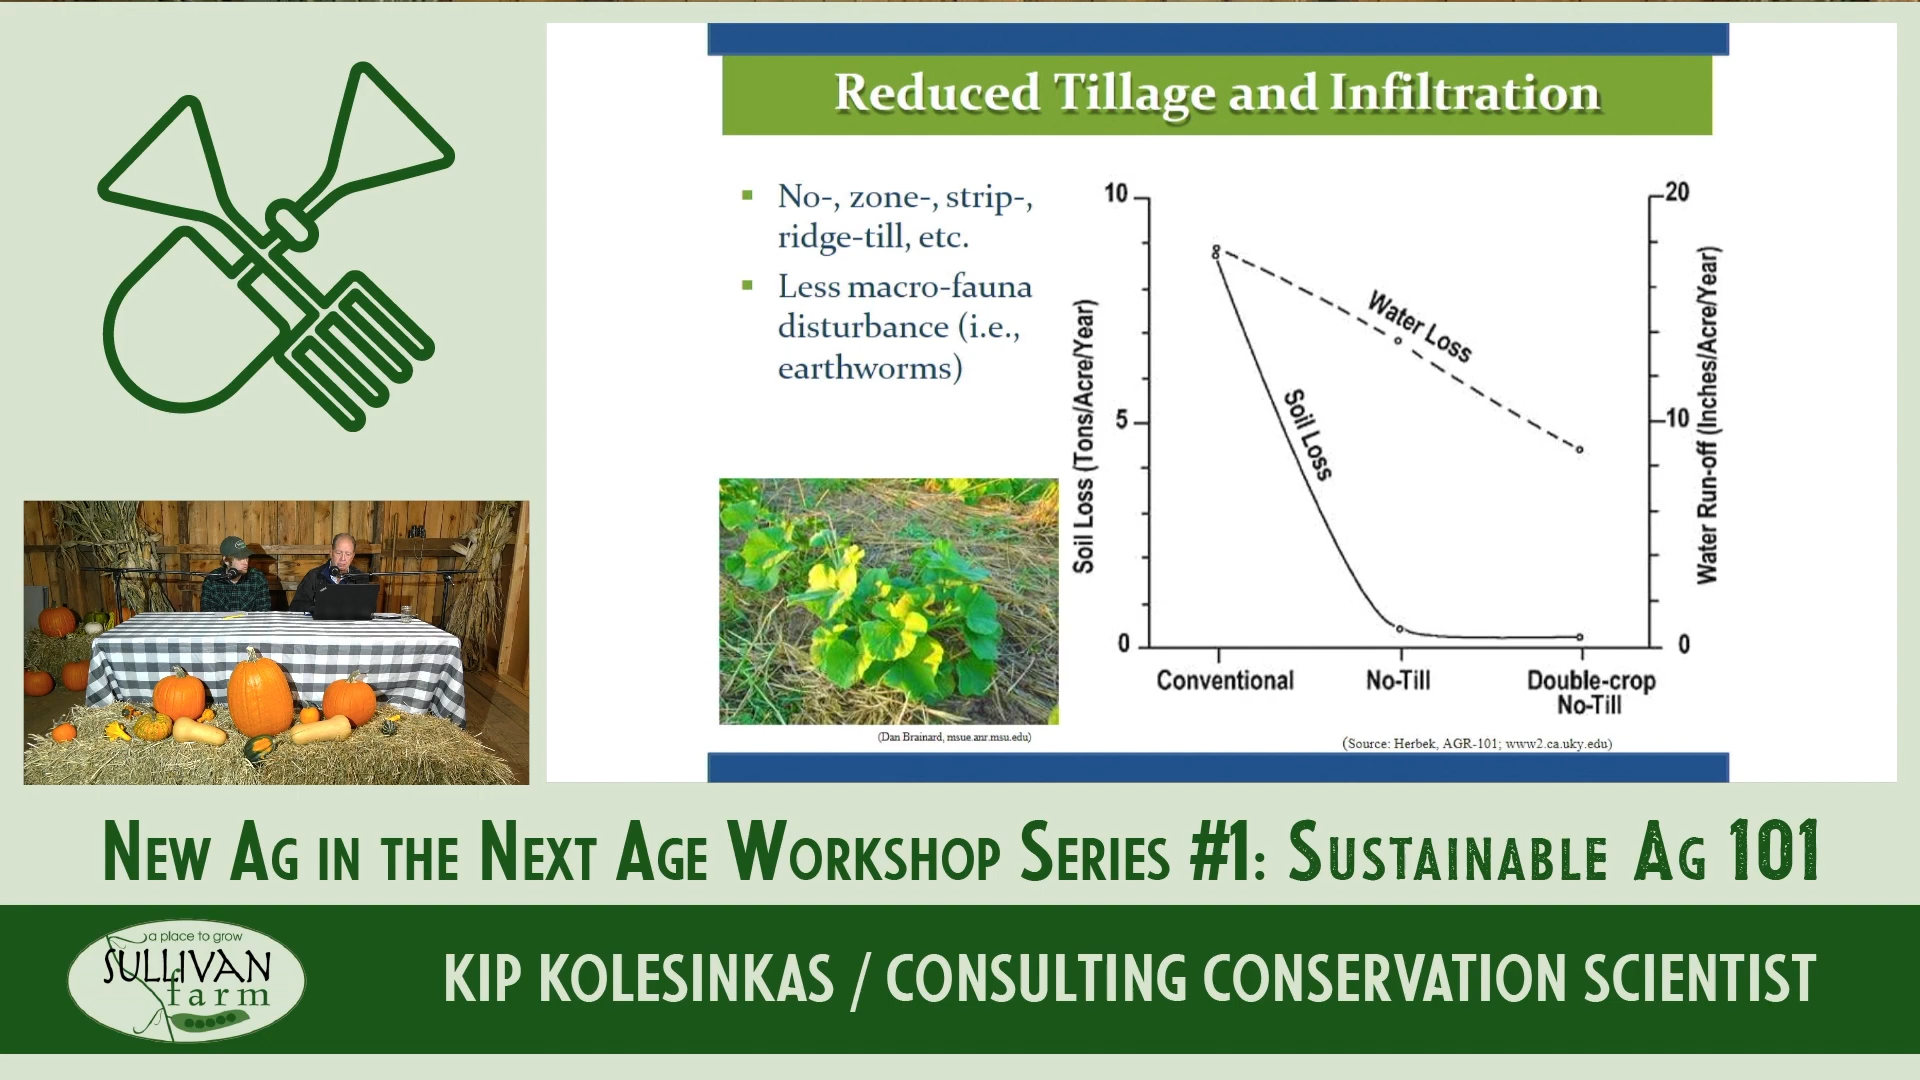 Reduced Tillage and Infiltration
No-, zone-, strip-,
ridge-till, etc.
Less macro-fauna
disturbance (i.e.,
earthworms)
(Dan Brainard, msue.anr.msu.edu)
Soil Loss (Tons/Acre/Year)
10
5
0
Water Loss
Soil Loss
20
10
0
Water Run-off (Inches/Acre/Year)
Conventional
No-Till
Double-crop
No-Till
(Source: Herbek, AGR-101; www2.ca.uky.edu)
New Ag in the Next Age Workshop Series #1: Sustainable Ag 101
a place to grow
SULLIVAN
farm
KIP KOLESINKAS / CONSULTING CONSERVATION SCIENTIST